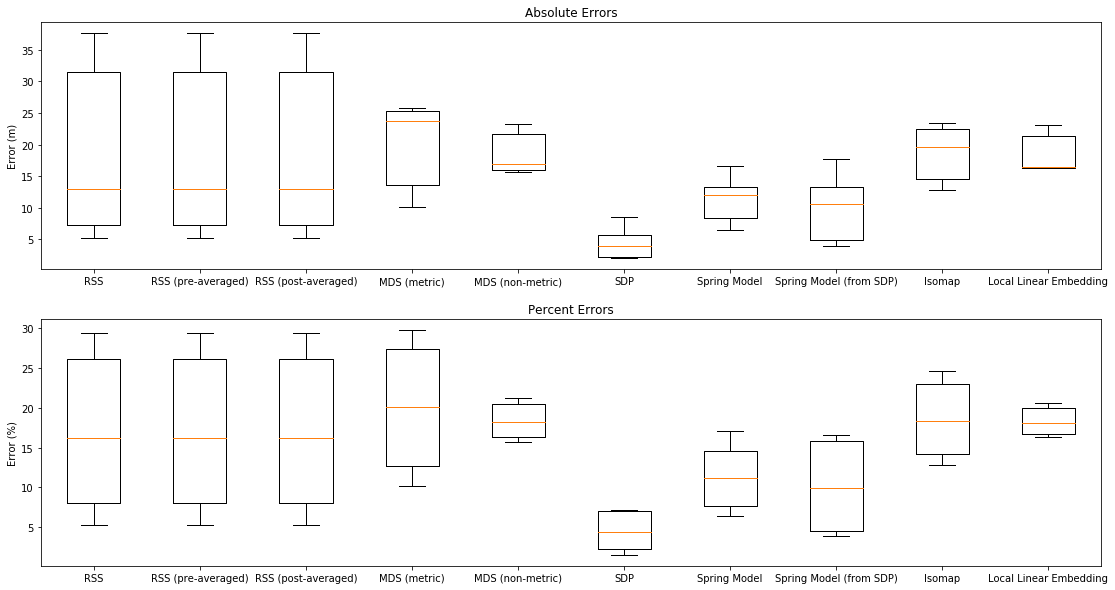 Absolute Errors
Error (m)
35
30
25
20
15
10
5
RSS RSS (pre-averaged) RSS (post-averaged) MDS (metric) MDS (non-metric) SDP Spring Model Spring Model (from SDP) Isomap Local Linear Embedding
Percent Errors
Error (%)
30
25
20
15
10
5
RSS RSS (pre-averaged) RSS (post-averaged) MDS (metric) MDS (non-metric) SDP Spring Model Spring Model (from SDP) Isomap Local Linear Embedding